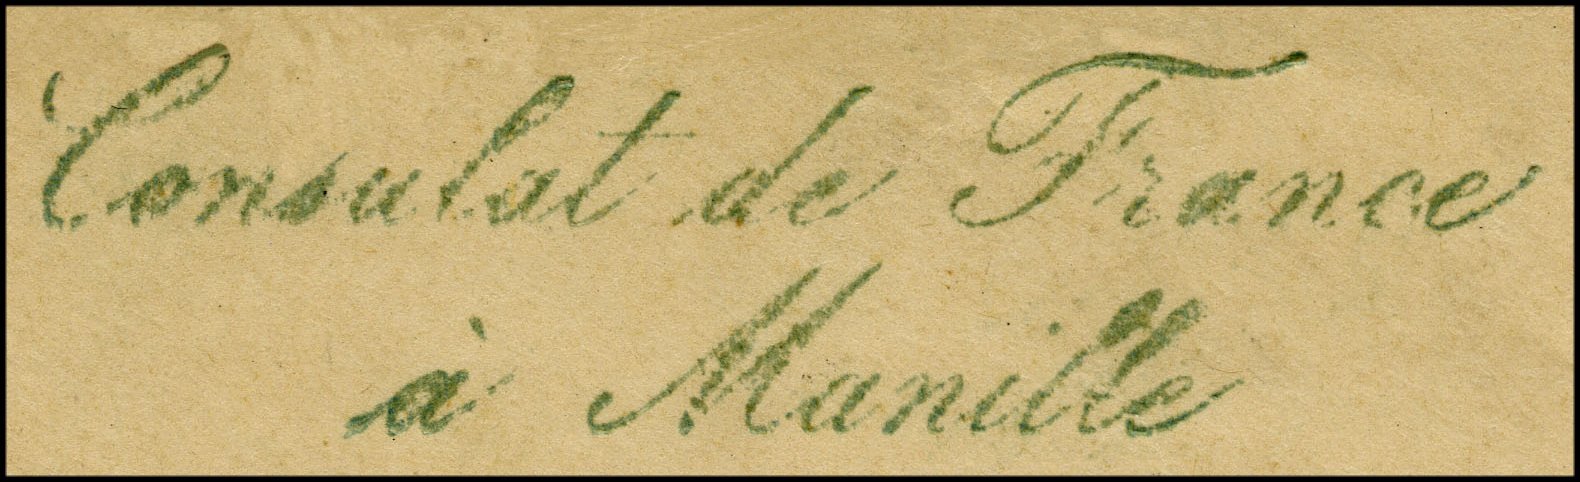 Consulat de France
à Manille